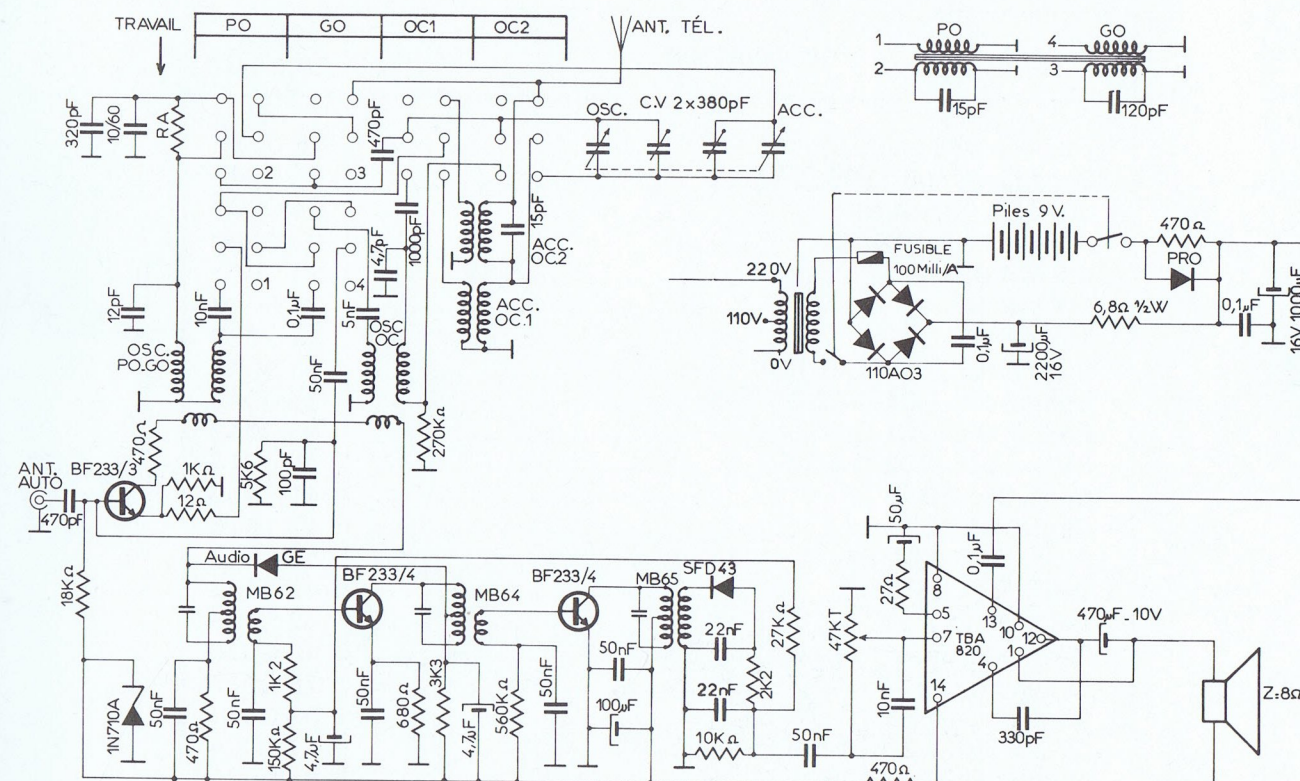 TRAVAIL
PO GO OC1 OC2
ANT. TÉL.
PO GO
1 4
2 3
15pF 120pF
320pF
10/60
RA
470pF
OSC. C.V 2x380pF ACC.
2 3
1000pF
4,7pF
15pF
ACC.
OC.2
ACC.
OC.1
1 4
12pF
10nF
0,1µF
5nF
OSC
OC
OSC.
PO.GO
50nF
270KΩ
Piles 9V.
FUSIBLE
100Milli/A
220V
110V
0V
110AO3
0,1µF
2200µF
16V
6,8Ω ½W
470Ω
PRO
0,1µF
16V 1000µF
470Ω
5K6
100pF
ANT.
AUTO
BF233/3
1KΩ
12Ω
470pF
18KΩ
1N710A
Audio GE
MB62
BF233/4
MB64
BF233/4
MB65
SFD43
50nF
470Ω
50nF
1K2
150KΩ
4,7µF
50nF
680Ω
3K3
4,7µF
560KΩ
50nF
50nF
100µF
22nF
22nF
2K2
27KΩ
10KΩ
50nF
47KT
10nF
470Ω
50µF
27Ω
0,1µF
8
5
7 TBA
820
14
13
10
12
1
4
470µF_10V
330pF
Z=8Ω